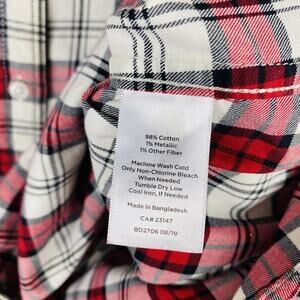 98% Cotton
1% Metallic
1% Other Fiber
Machine Wash Cold
Only Non-Chlorine Bleach
When Needed
Tumble Dry Low
Cool Iron, If Needed
Made In Bangladesh
CA# 23147
BD2706 08/19